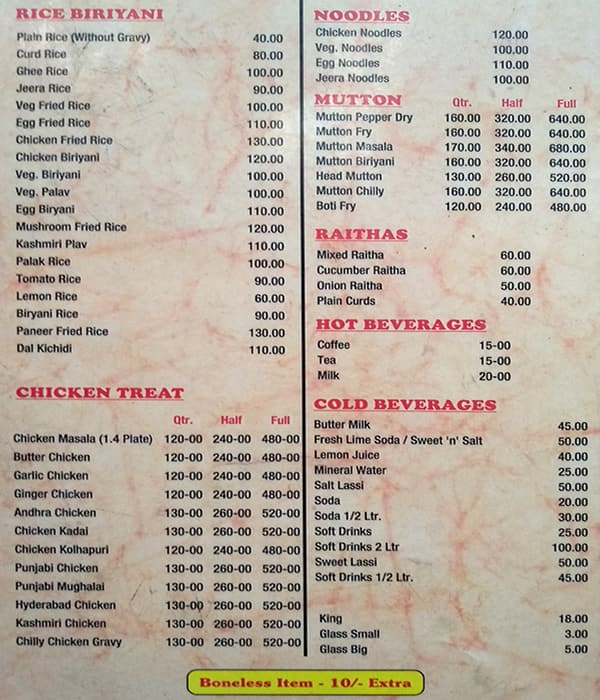 RICE BIRIYANI
Plain Rice (Without Gravy) 40.00
Curd Rice 80.00
Ghee Rice 100.00
Jeera Rice 90.00
Veg Fried Rice 100.00
Egg Fried Rice 110.00
Chicken Fried Rice 130.00
Chicken Biriyani 120.00
Veg. Biriyani 100.00
Veg. Palav 100.00
Egg Biryani 110.00
Mushroom Fried Rice 120.00
Kashmiri Plav 110.00
Palak Rice 100.00
Tomato Rice 90.00
Lemon Rice 60.00
Biryani Rice 90.00
Paneer Fried Rice 130.00
Dal Kichidi 110.00
CHICKEN TREAT
Qtr. Half Full
Chicken Masala (1.4 Plate) 120-00 240-00 480-00
Butter Chicken 120-00 240-00 480-00
Garlic Chicken 120-00 240-00 480-00
Ginger Chicken 120-00 240-00 480-00
Andhra Chicken 130-00 260-00 520-00
Chicken Kadai 130-00 260-00 520-00
Chicken Kolhapuri 120-00 240-00 480-00
Punjabi Chicken 130-00 260-00 520-00
Punjabi Mughalai 130-00 260-00 520-00
Hyderabad Chicken 130-00 260-00 520-00
Kashmiri Chicken 130-00 260-00 520-00
Chilly Chicken Gravy 130-00 260-00 520-00
NOODLES
Chicken Noodles 120.00
Veg. Noodles 100.00
Egg Noodles 110.00
Jeera Noodles 100.00
MUTTON Qtr. Half Full
Mutton Pepper Dry 160.00 320.00 640.00
Mutton Fry 160.00 320.00 640.00
Mutton Masala 170.00 340.00 680.00
Mutton Biriyani 160.00 320.00 640.00
Head Mutton 130.00 260.00 520.00
Mutton Chilly 160.00 320.00 640.00
Boti Fry 120.00 240.00 480.00
RAITHAS
Mixed Raitha 60.00
Cucumber Raitha 60.00
Onion Raitha 50.00
Plain Curds 40.00
HOT BEVERAGES
Coffee 15-00
Tea 15-00
Milk 20-00
COLD BEVERAGES
Butter Milk 45.00
Fresh Lime Soda / Sweet 'n' Salt 50.00
Lemon Juice 40.00
Mineral Water 25.00
Salt Lassi 50.00
Soda 20.00
Soda 1/2 Ltr. 30.00
Soft Drinks 25.00
Soft Drinks 2 Ltr 100.00
Sweet Lassi 50.00
Soft Drinks 1/2 Ltr. 45.00
King 18.00
Glass Small 3.00
Glass Big 5.00
Boneless Item - 10/- Extra